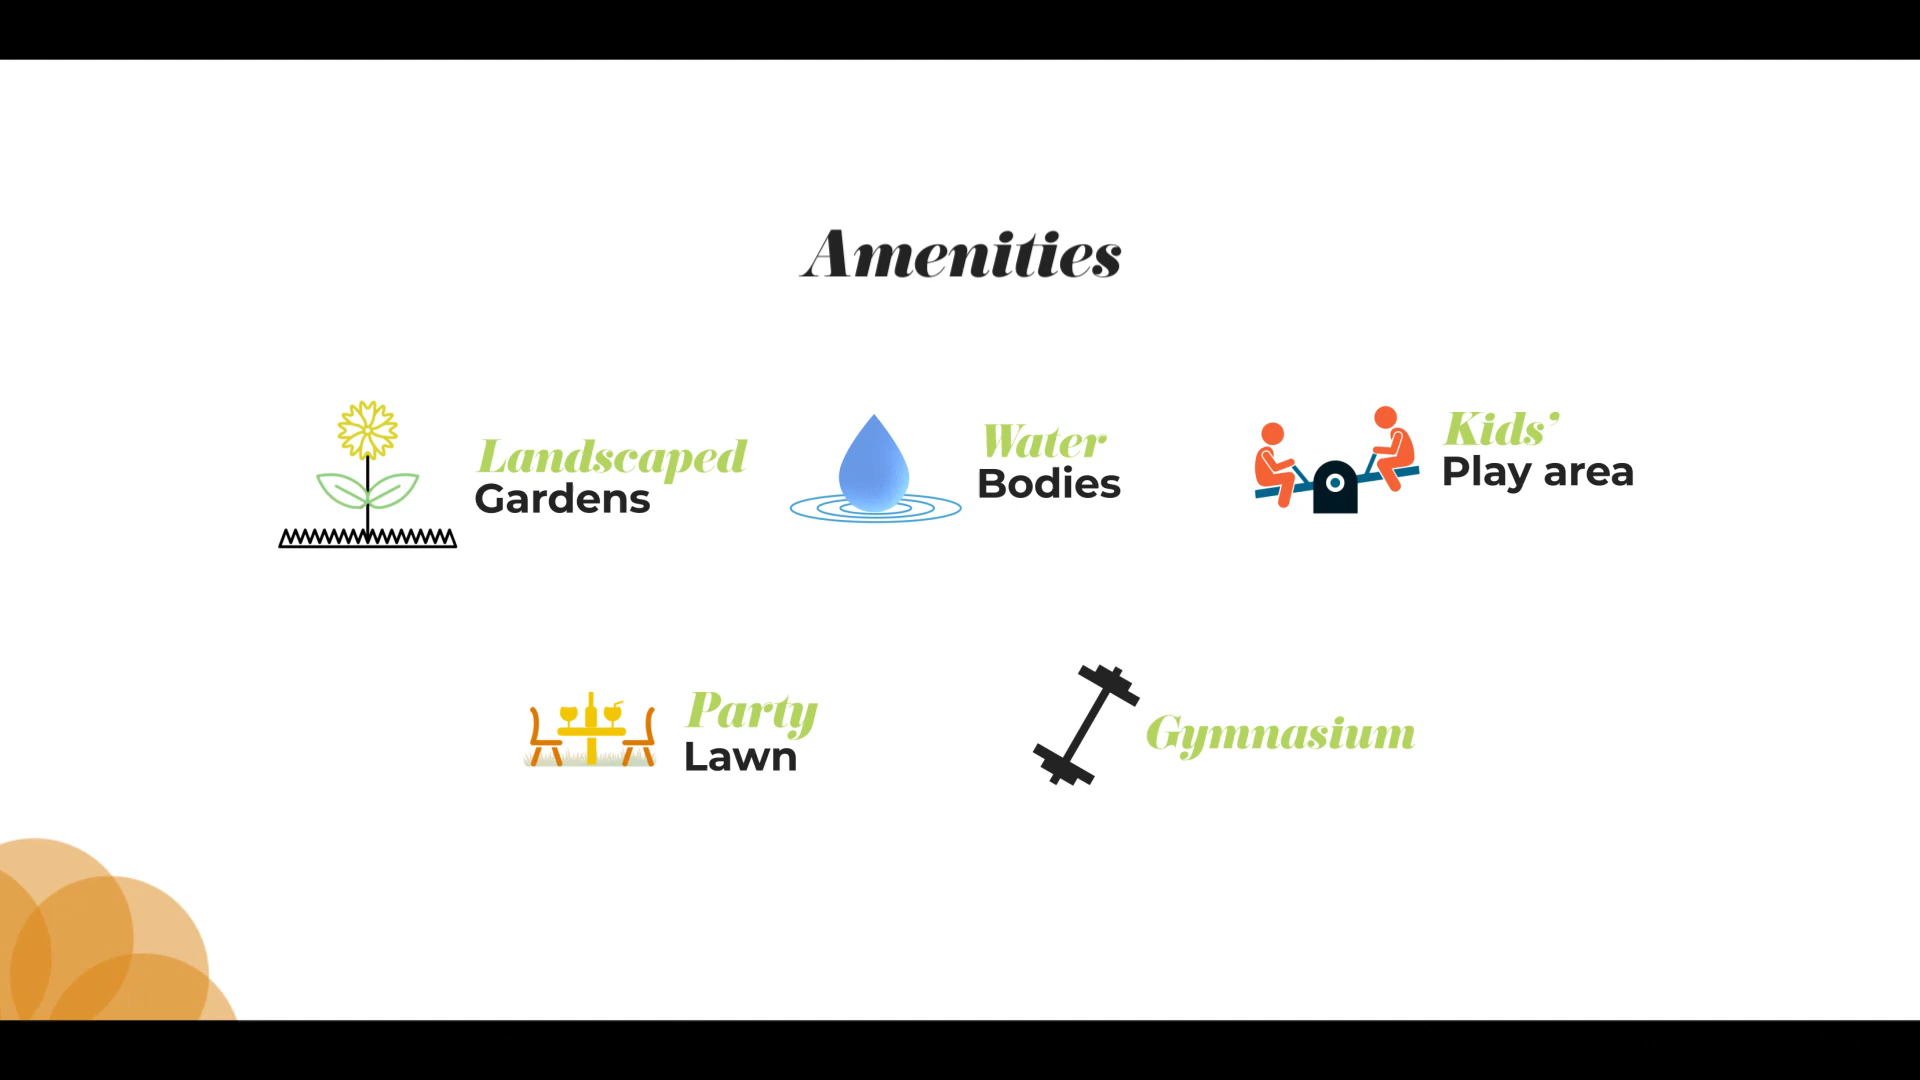 Amenities
Landscaped
Gardens
Water
Bodies
Kids’
Play area
Party
Lawn
Gymnasium